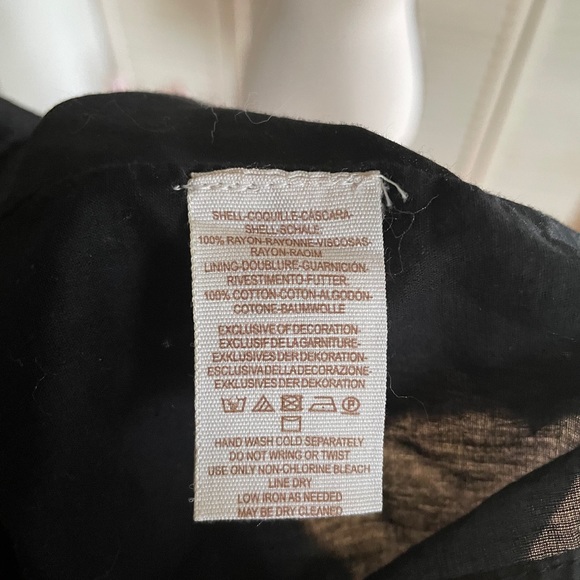 SHELL-COQUILLE-CASCARA-
SHELL-SCHALE
100% RAYON-RAYONNE-VISCOSAS-
RAYON-RADIM
LINING-DOUBLURE-GUARNICIÓN-
RIVESTIMENTO-FUTTER
100% COTTON-COTON-ALGODON-
COTONE-BAUMWOLLE
EXCLUSIVE OF DECORATION-
EXCLUSIF DE LA GARNITURE-
EXKLUSIVES DER DEKORATION-
ESCLUSIVA DELLA DECORAZIONE-
EXKLUSIVES DER DEKORATION
HAND WASH COLD SEPARATELY
DO NOT WRING OR TWIST
USE ONLY NON-CHLORINE BLEACH
LINE DRY
LOW IRON AS NEEDED
MAY BE DRY CLEANED